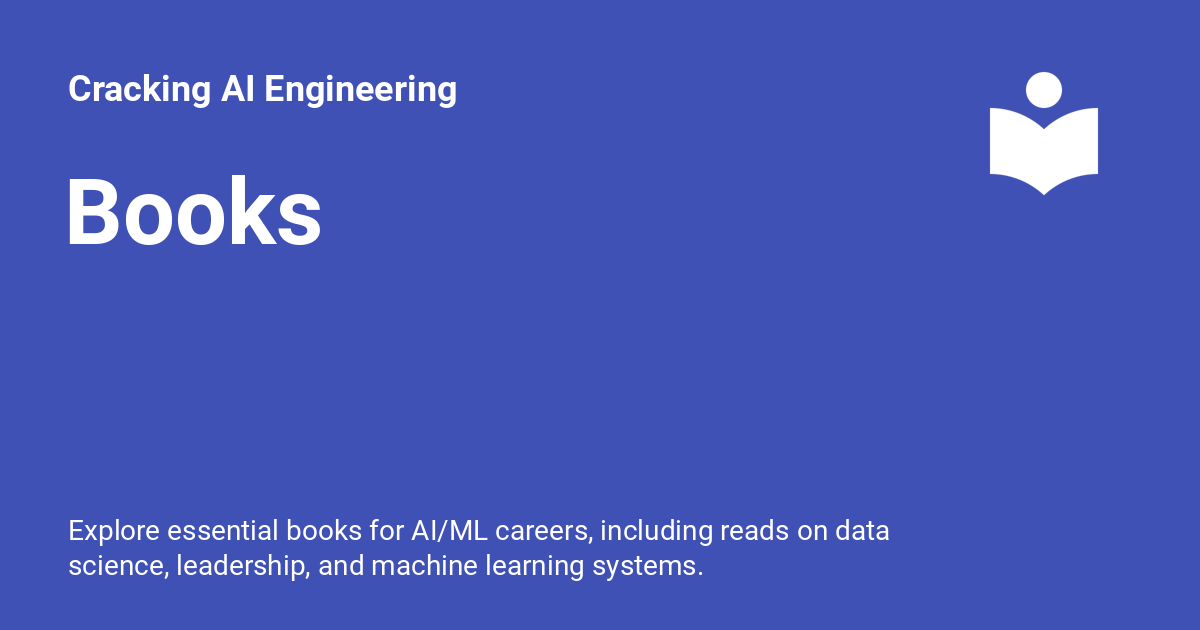 Cracking AI Engineering
Books
Explore essential books for AI/ML careers, including reads on data
science, leadership, and machine learning systems.